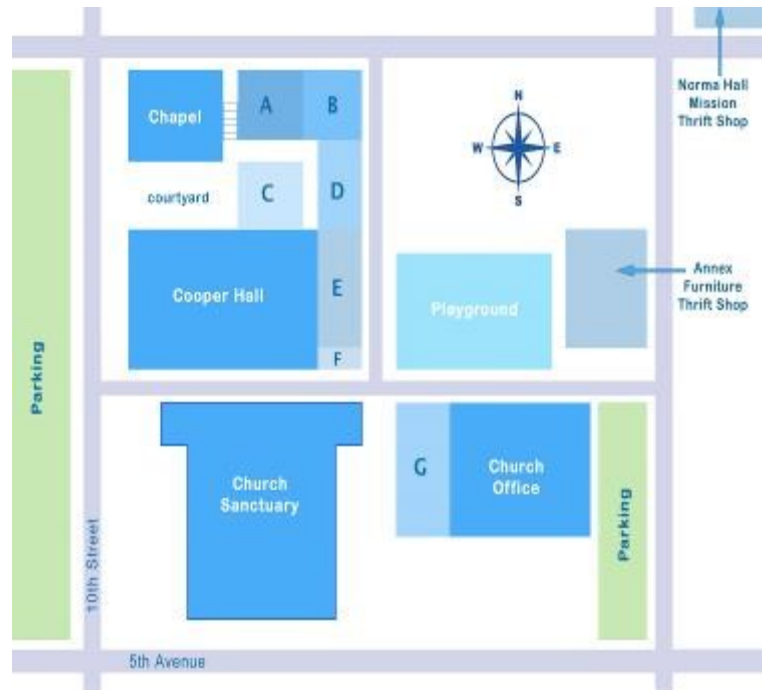 Norma Hall
Mission
Thrift Shop
Chapel
A
B
N
W
E
S
courtyard
C
D
Cooper Hall
E
Annex
Furniture
Thrift Shop
Playground
F
Parking
Church
Sanctuary
G
Church
Office
Parking
10th Street
5th Avenue